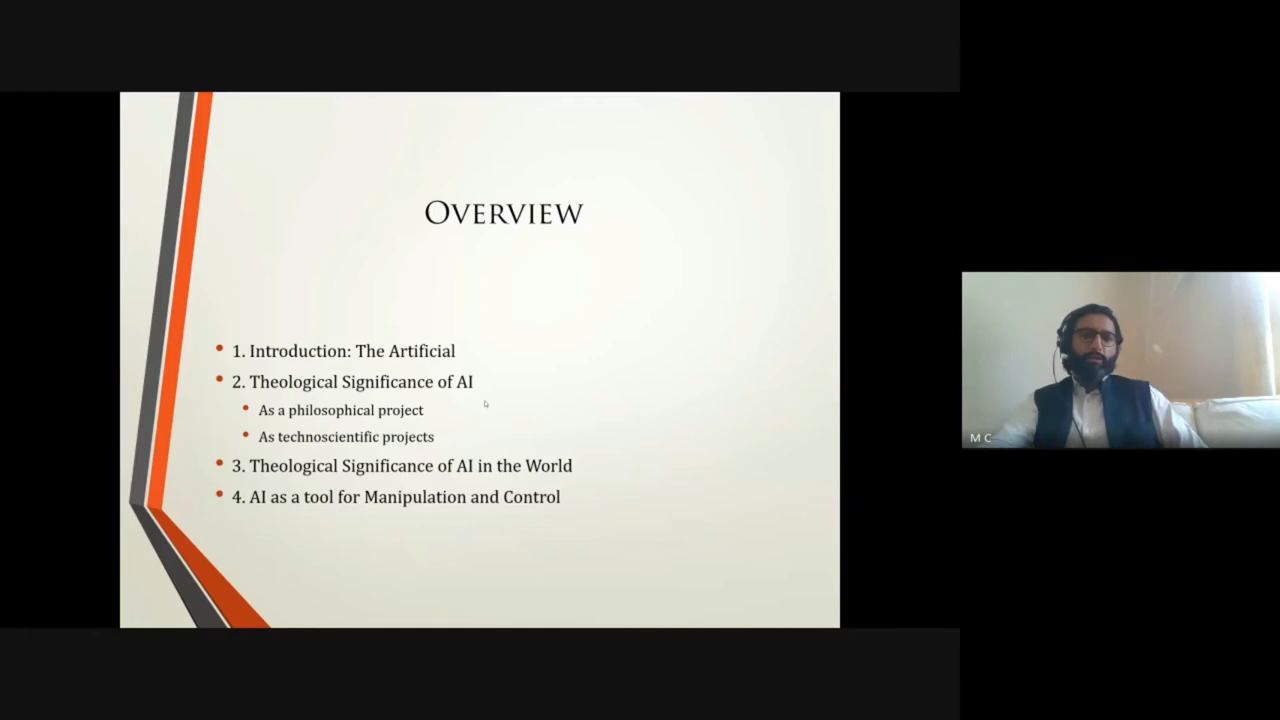 OVERVIEW
1. Introduction: The Artificial
2. Theological Significance of AI
As a philosophical project
As technoscientific projects
3. Theological Significance of AI in the World
4. AI as a tool for Manipulation and Control
M C